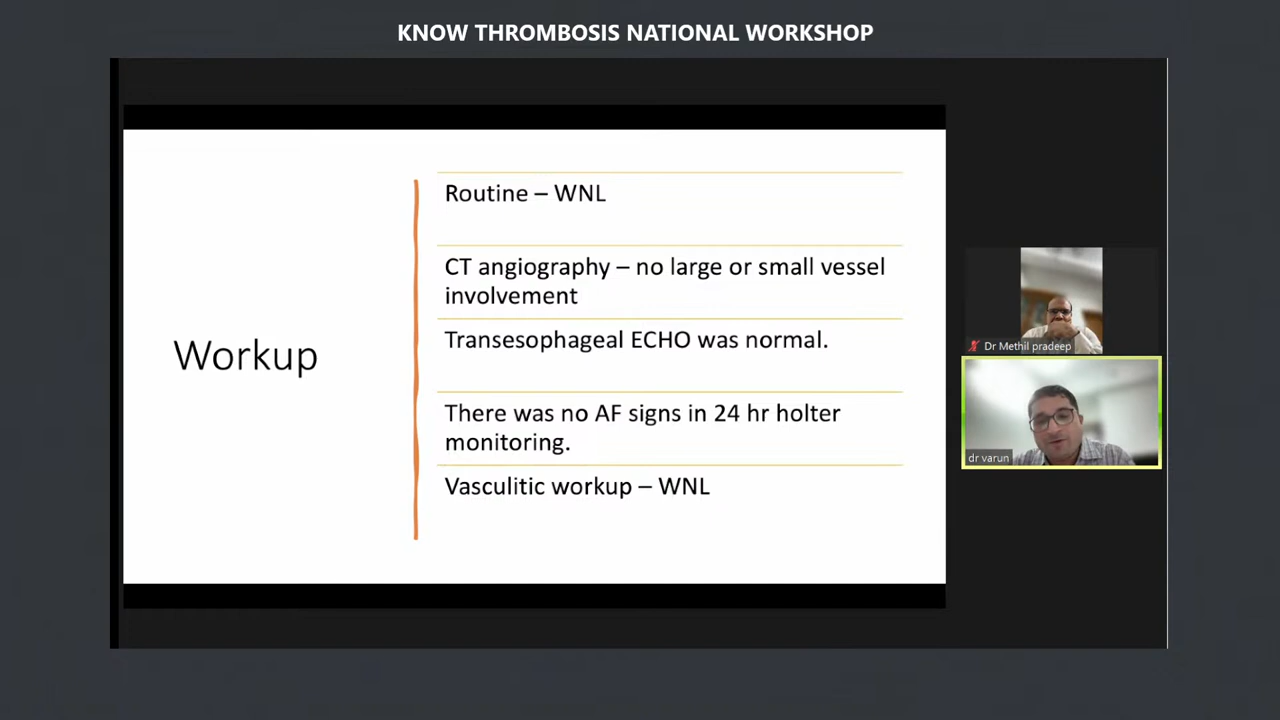 KNOW THROMBOSIS NATIONAL WORKSHOP
Workup
Routine – WNL
CT angiography – no large or small vessel
involvement
Transesophageal ECHO was normal.
There was no AF signs in 24 hr holter
monitoring.
Vasculitic workup – WNL
Dr Methil pradeep
dr varun